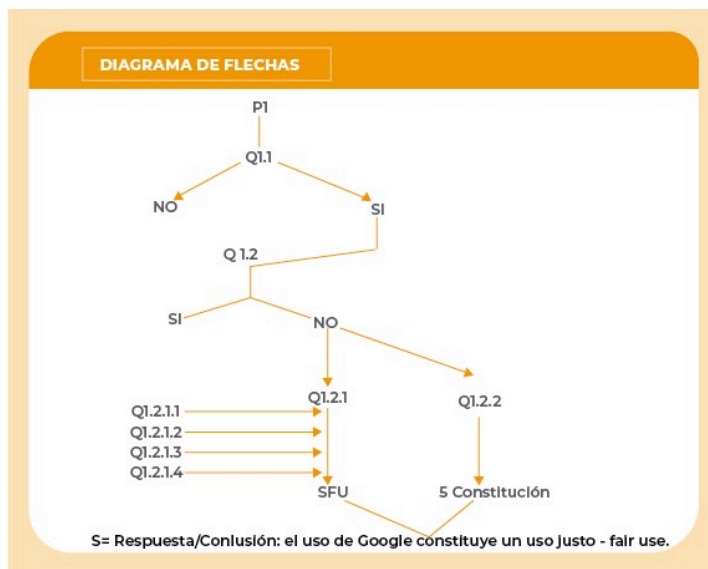 DIAGRAMA DE FLECHAS
P1
Q1.1
NO
SI
Q 1.2
SI
NO
Q1.2.1
Q1.2.2
Q1.2.1.1
Q1.2.1.2
Q1.2.1.3
Q1.2.1.4
SFU
5 Constitución
S= Respuesta/Conlusión: el uso de Google constituye un uso justo - fair use.